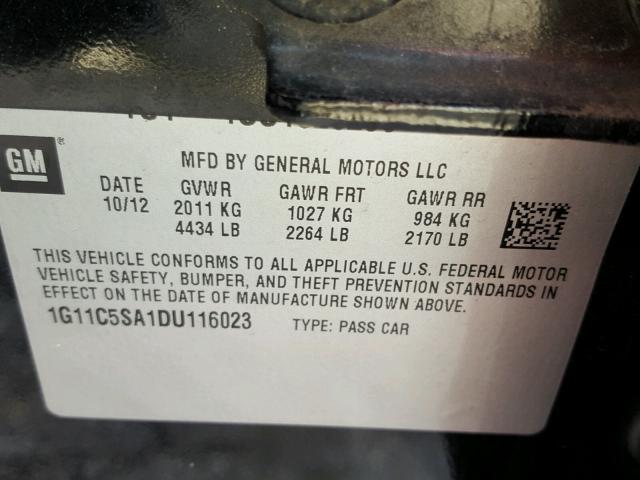 GM
MFD BY GENERAL MOTORS LLC
DATE GVWR GAWR FRT GAWR RR
10/12 2011 KG 1027 KG 984 KG
4434 LB 2264 LB 2170 LB
THIS VEHICLE CONFORMS TO ALL APPLICABLE U.S. FEDERAL MOTOR
VEHICLE SAFETY, BUMPER, AND THEFT PREVENTION STANDARDS IN
EFFECT ON THE DATE OF MANUFACTURE SHOWN ABOVE.
1G11C5SA1DU116023 TYPE: PASS CAR